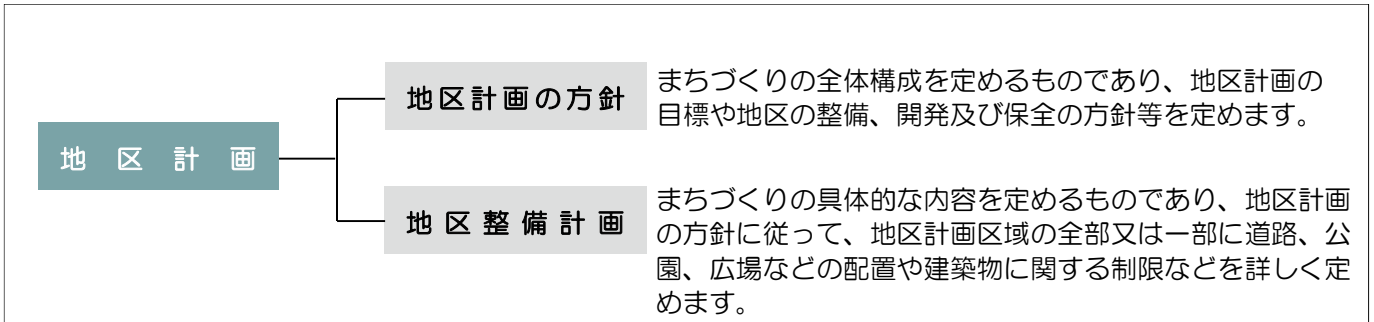 地区計画
地区計画の方針
まちづくりの全体構成を定めるものであり、地区計画の
目標や地区の整備、開発及び保全の方針等を定めます。
地区整備計画
まちづくりの具体的な内容を定めるものであり、地区計画
の方針に従って、地区計画区域の全部又は一部に道路、公
園、広場などの配置や建築物に関する制限などを詳しく定
めます。